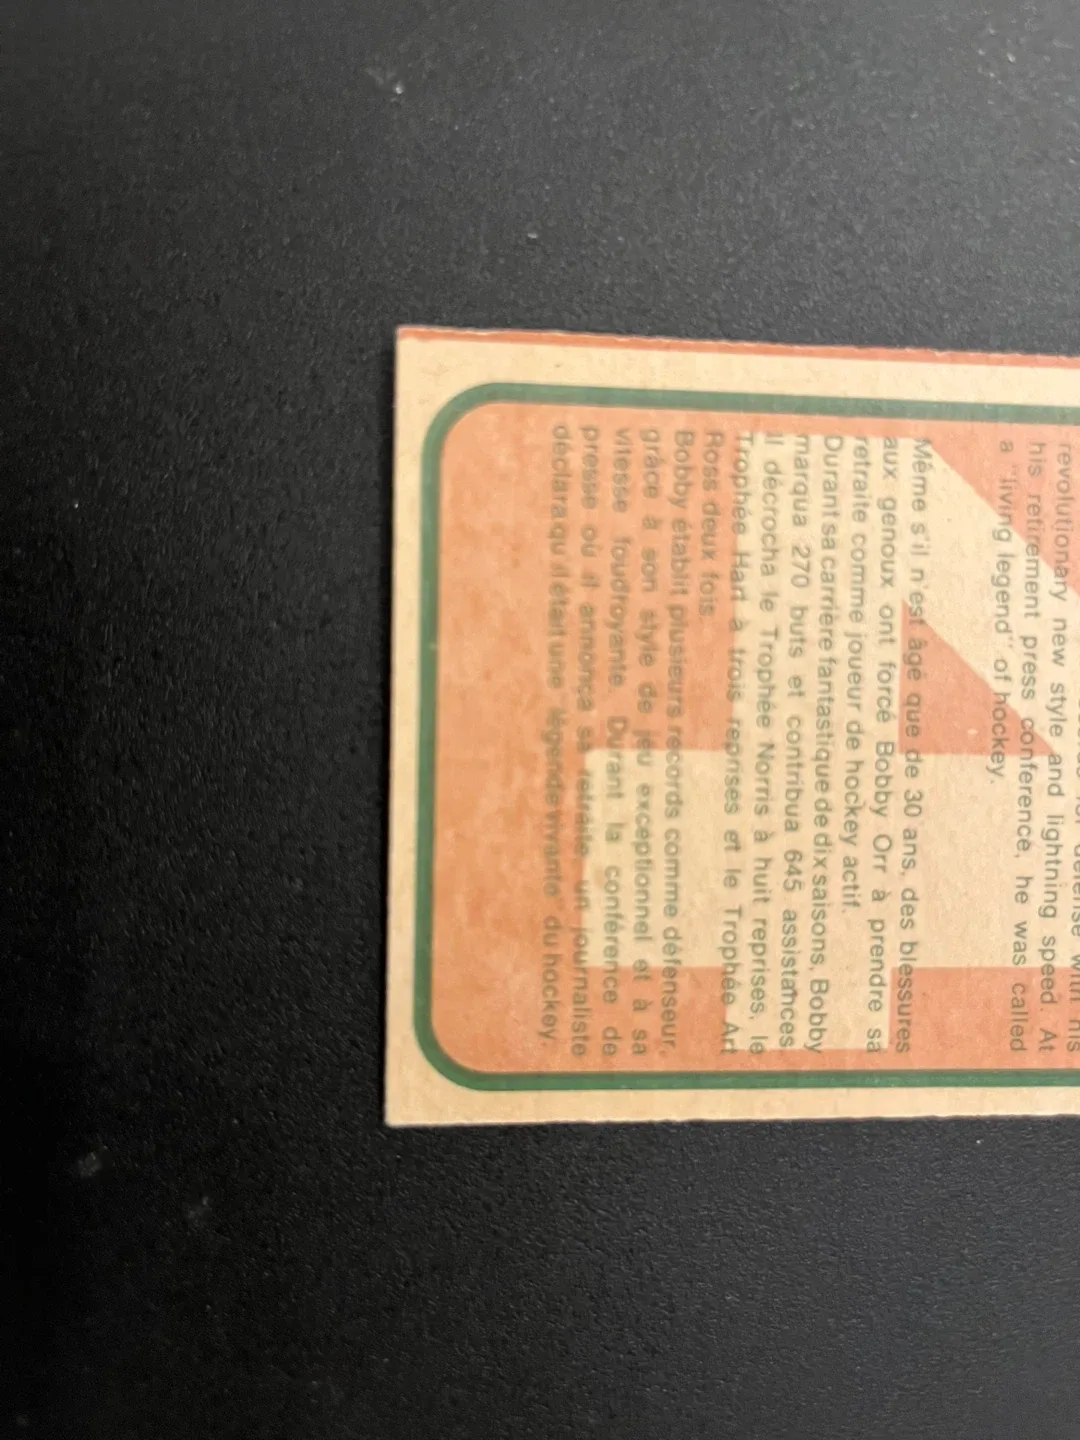 revolutionary new style and lightning speed. At
his retirement press conference, he was called
a "living legend" of hockey.
Même s'il n'est âgé que de 30 ans, des blessures
aux genoux ont forcé Bobby Orr à prendre sa
retraite comme joueur de hockey actif.
Durant sa carrière fantastique de dix saisons, Bobby
marqua 270 buts et contribua 645 assistances.
Il décrocha le Trophée Norris à huit reprises, le
Trophée Hart à trois reprises et le Trophée Art
Ross deux fois.
Bobby établit plusieurs records comme défenseur,
grâce à son style de jeu exceptionnel et à sa
vitesse foudroyante. Durant la conférence de
presse où il annonça sa retraite, un journaliste
déclara qu'il était une "légende vivante" du hockey.